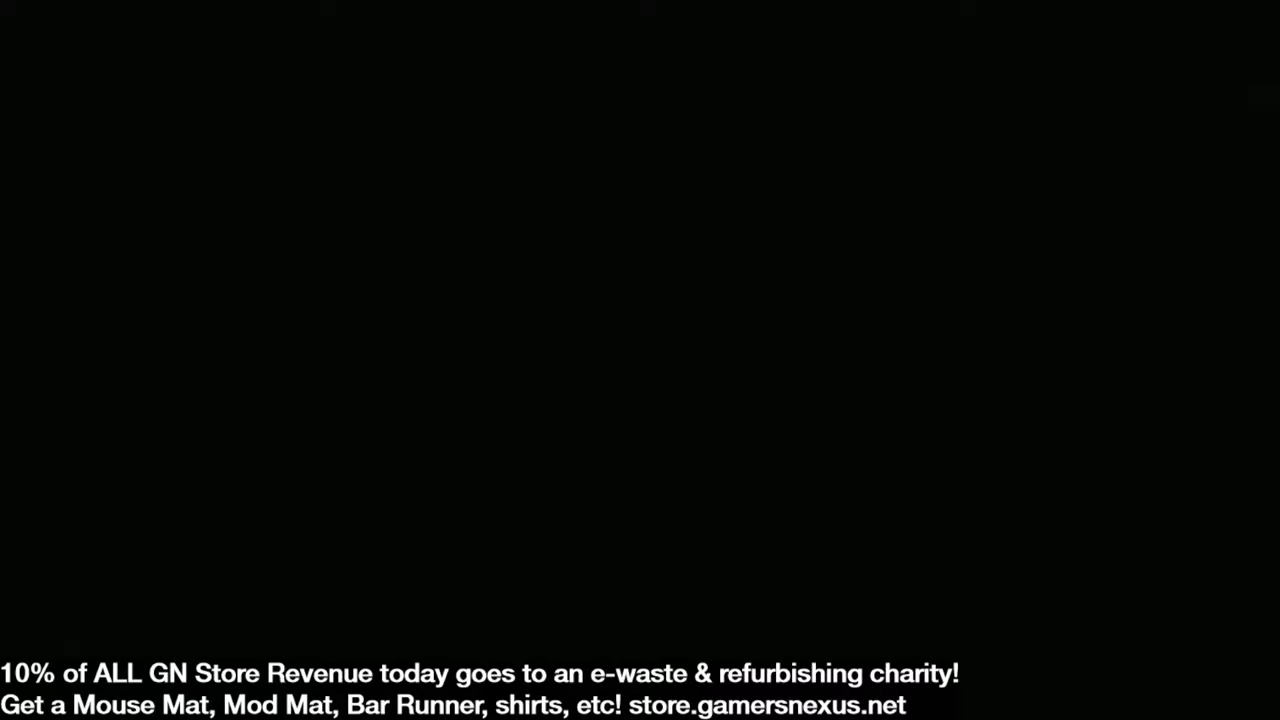 10% of ALL GN Store Revenue today goes to an e-waste & refurbishing charity!
Get a Mouse Mat, Mod Mat, Bar Runner, shirts, etc! store.gamersnexus.net